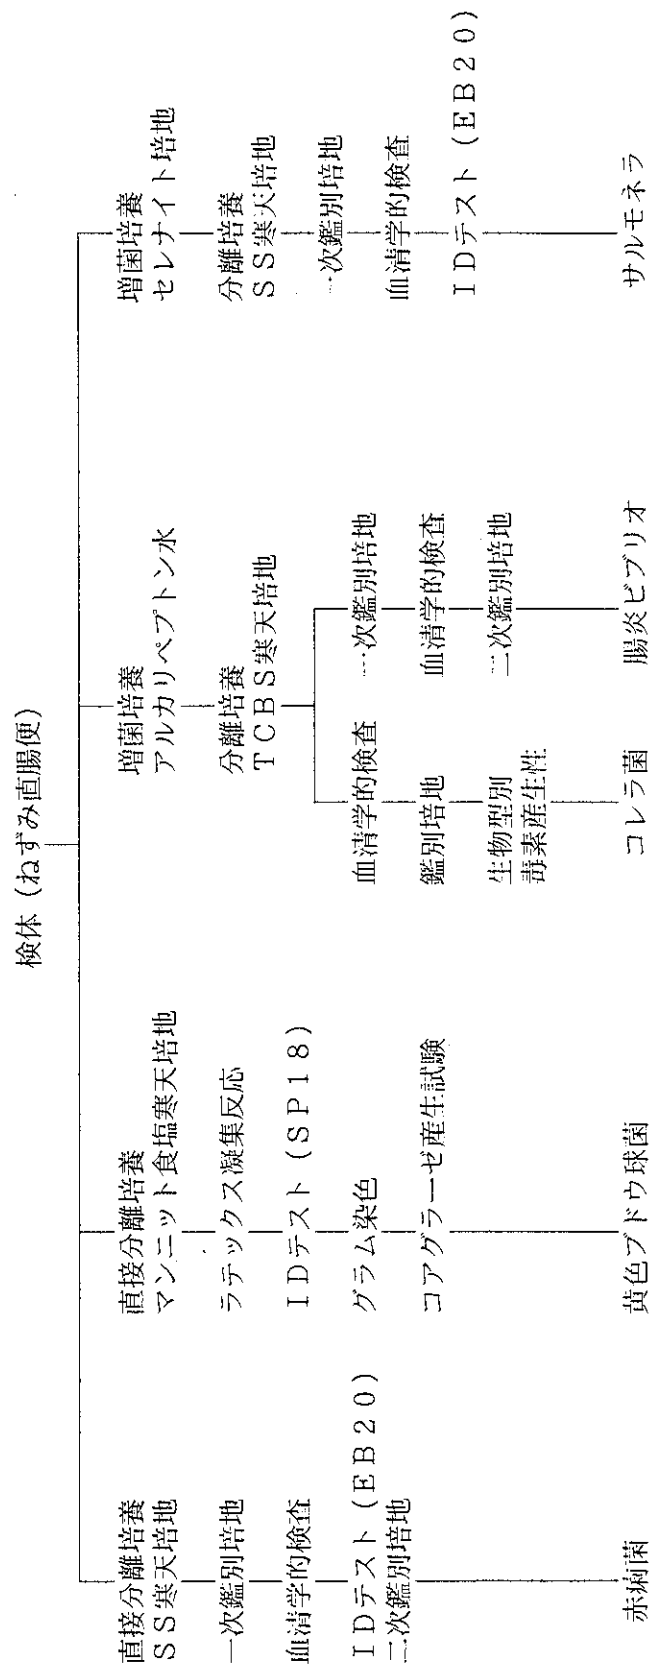 検体（ねずみ直腸便）
直接分離培養
SS寒天培地
一次鑑別培地
血清学的検査
IDテスト（EB20）
二次鑑別培地
赤痢菌
直接分離培養
マンニット食塩寒天培地
ラテックス凝集反応
IDテスト（SP18）
グラム染色
コアグラーゼ産生試験
黄色ブドウ球菌
増菌培養
アルカリペプトン水
分離培養
TCBS寒天培地
血清学的検査
鑑別培地
生物型別
毒素産生性
コレラ菌
一次鑑別培地
血清学的検査
二次鑑別培地
腸炎ビブリオ
増菌培養
セレナイト培地
分離培養
SS寒天培地
一次鑑別培地
血清学的検査
IDテスト（EB20）
サルモネラ